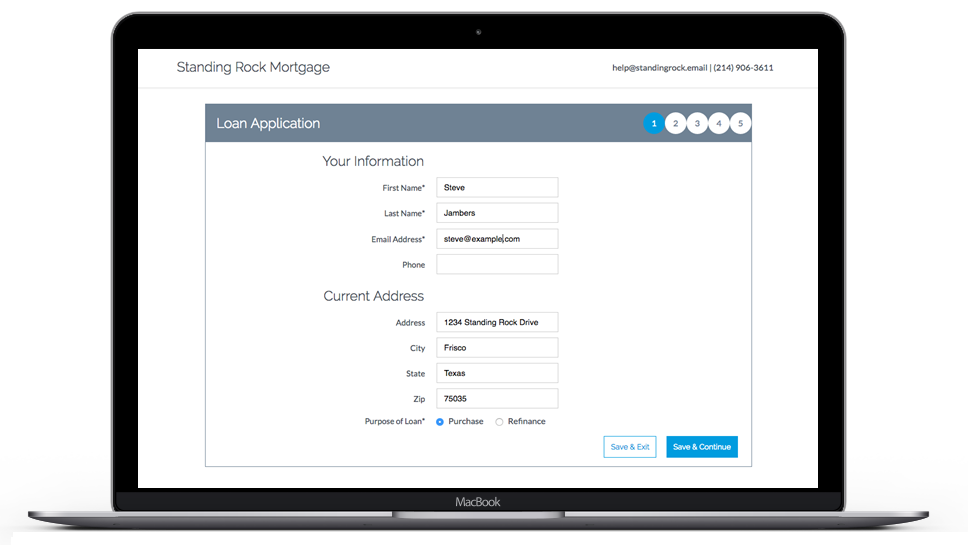 Standing Rock Mortgage
help@standingrock.email | (214) 906-3611
Loan Application
1 2 3 4 5
Your Information
First Name* Steve
Last Name* Jambers
Email Address* steve@example.com
Phone
Current Address
Address 1234 Standing Rock Drive
City Frisco
State Texas
Zip 75035
Purpose of Loan* Purchase Refinance
Save & Exit Save & Continue
MacBook